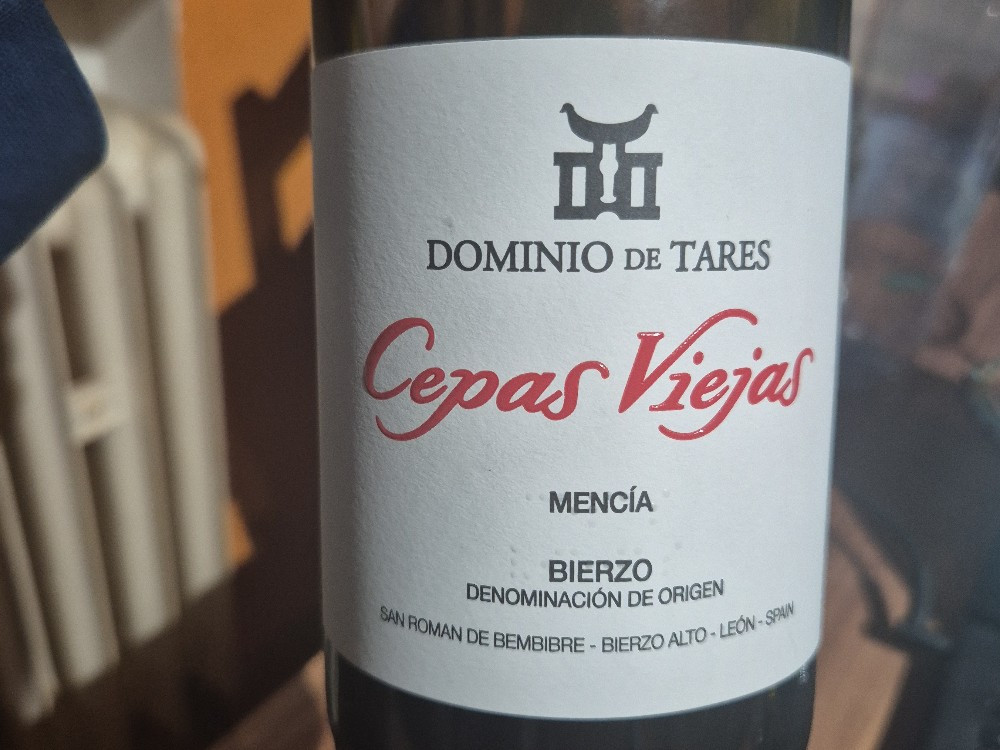 DOMINIO DE TARES
Cepas Viejas
MENCÍA
BIERZO
DENOMINACIÓN DE ORIGEN
SAN ROMAN DE BEMBIBRE - BIERZO ALTO - LEÓN - SPAIN